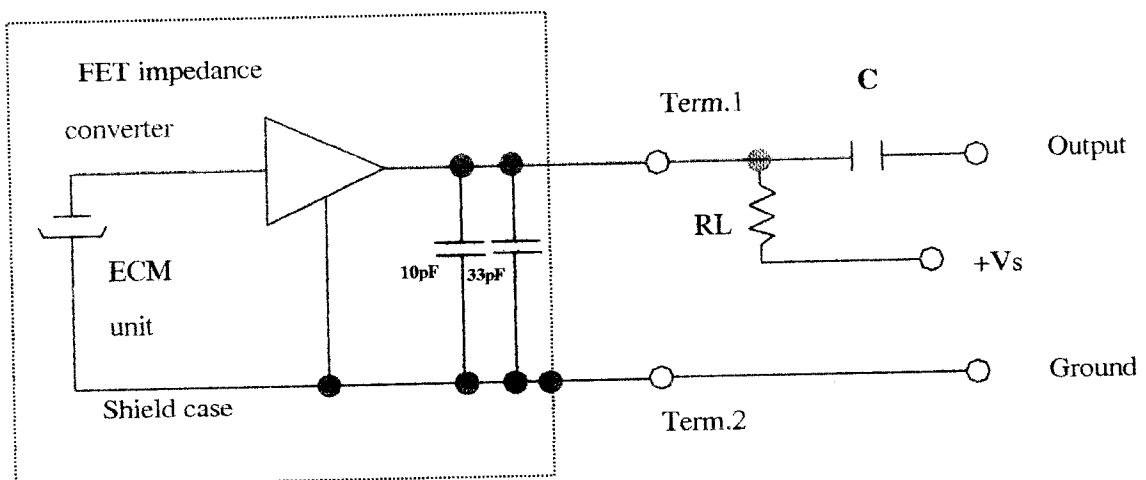 FET impedance
converter
ECM
unit
Shield case
10pF
33pF
Term.1
C
RL
+Vs
Output
Term.2
Ground